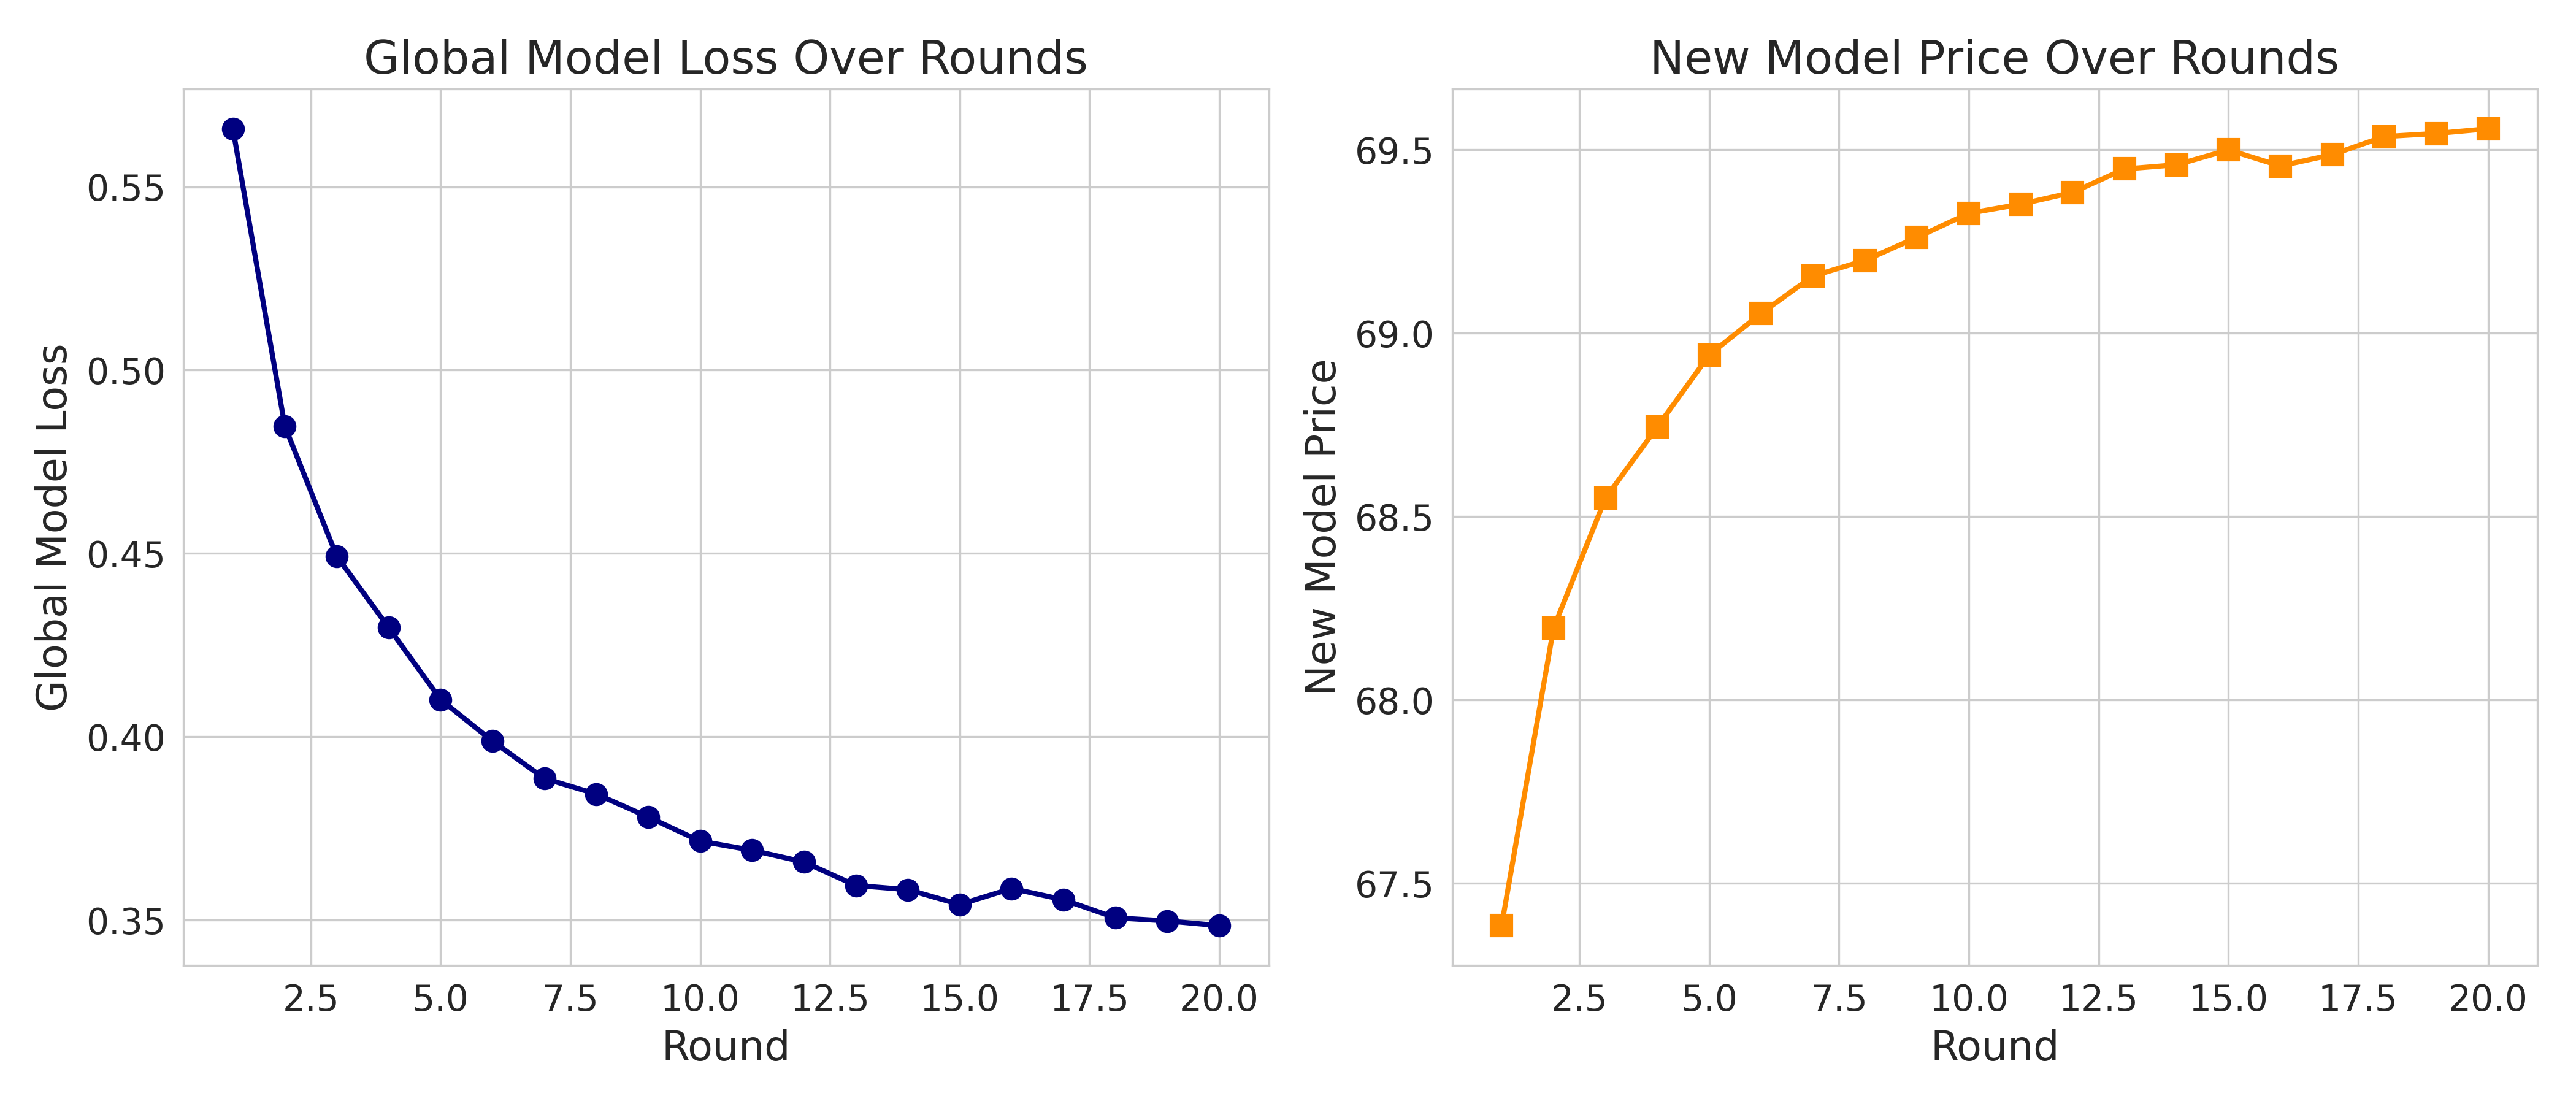 Global Model Loss Over Rounds
Global Model Loss
0.55
0.50
0.45
0.40
0.35
2.5 5.0 7.5 10.0 12.5 15.0 17.5 20.0
Round
New Model Price Over Rounds
New Model Price
69.5
69.0
68.5
68.0
67.5
2.5 5.0 7.5 10.0 12.5 15.0 17.5 20.0
Round